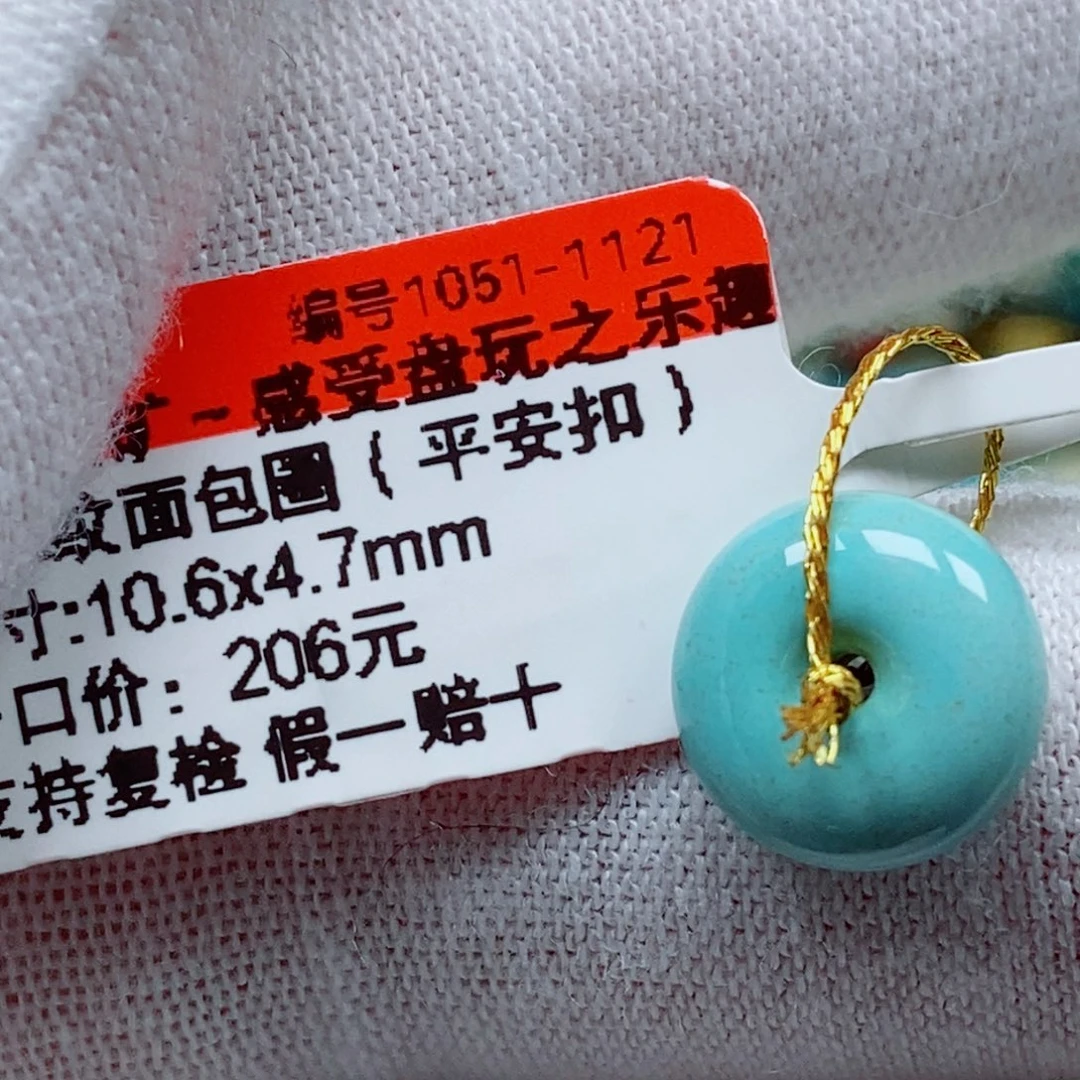 编号1051-1121
~感受盘玩之乐趣
面包圈(平安扣)
寸:10.6x4.7mm
口价:206元
支持复检 假一赔十